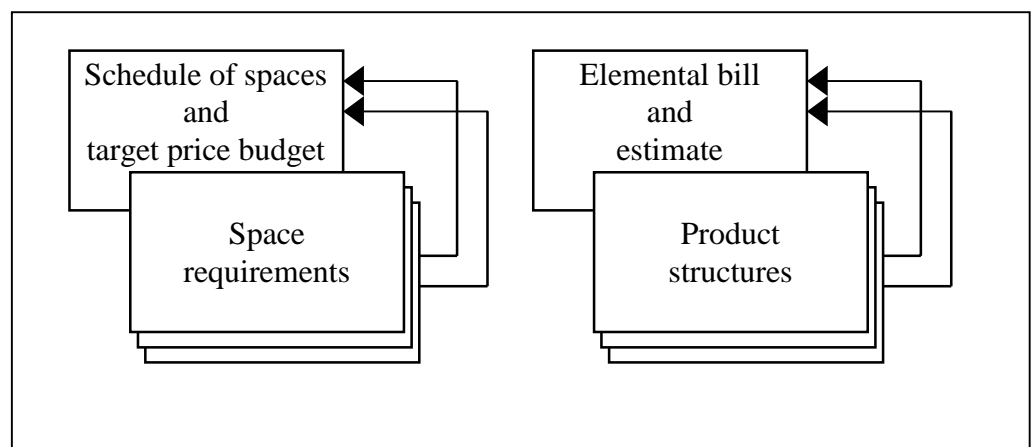 Schedule of spaces
and
target price budget
Space
requirements
Elemental bill
and
estimate
Product
structures